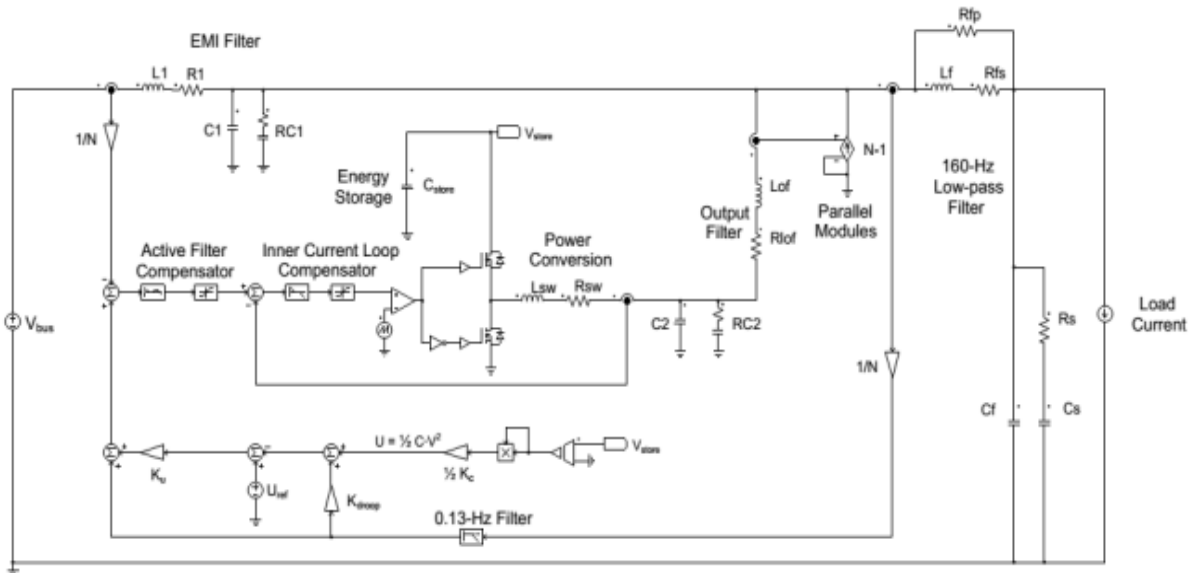 Rfp
EMI Filter
L1
R1
Lf
Rfs
1/N
C1
RC1
Vstore
N-1
160-Hz
Low-pass
Filter
Energy
Storage
Cstore
Lof
Output
Filter
Parallel
Modules
Rlof
Active Filter
Compensator
Inner Current Loop
Compensator
Power
Conversion
Lsw
Rsw
Vbus
C2
RC2
Rs
Load
Current
1/N
Cf
Cs
U = ½ C·V²
Vstore
Ku
½ Kc
Uref
Kdroop
0.13-Hz Filter